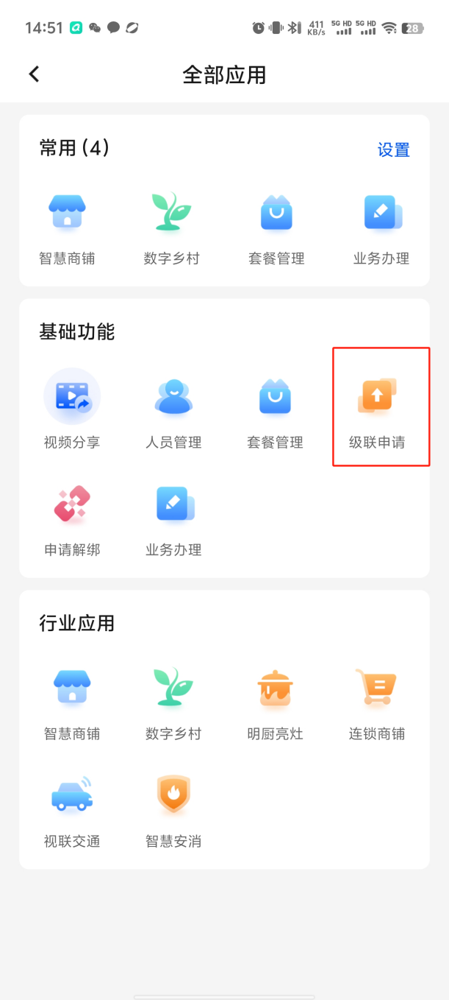 14:51 411 KB/s 5G HD 5G HD 28
全部应用
常用(4) 设置
智慧商铺 数字乡村 套餐管理 业务办理
基础功能
视频分享 人员管理 套餐管理 级联申请
申请解绑 业务办理
行业应用
智慧商铺 数字乡村 明厨亮灶 连锁商铺
视联交通 智慧安消